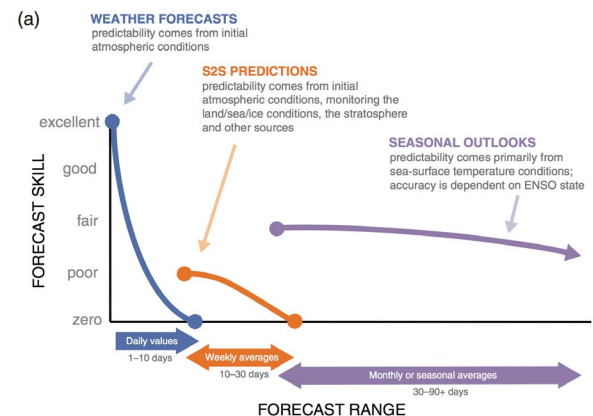 (a)
WEATHER FORECASTS
predictability comes from initial
atmospheric conditions
S2S PREDICTIONS
predictability comes from initial
atmospheric conditions, monitoring the
land/sea/ice conditions, the stratosphere
and other sources
SEASONAL OUTLOOKS
predictability comes primarily from
sea-surface temperature conditions;
accuracy is dependent on ENSO state
FORECAST SKILL
excellent
good
fair
poor
zero
Daily values
1–10 days
Weekly averages
10–30 days
Monthly or seasonal averages
30–90+ days
FORECAST RANGE